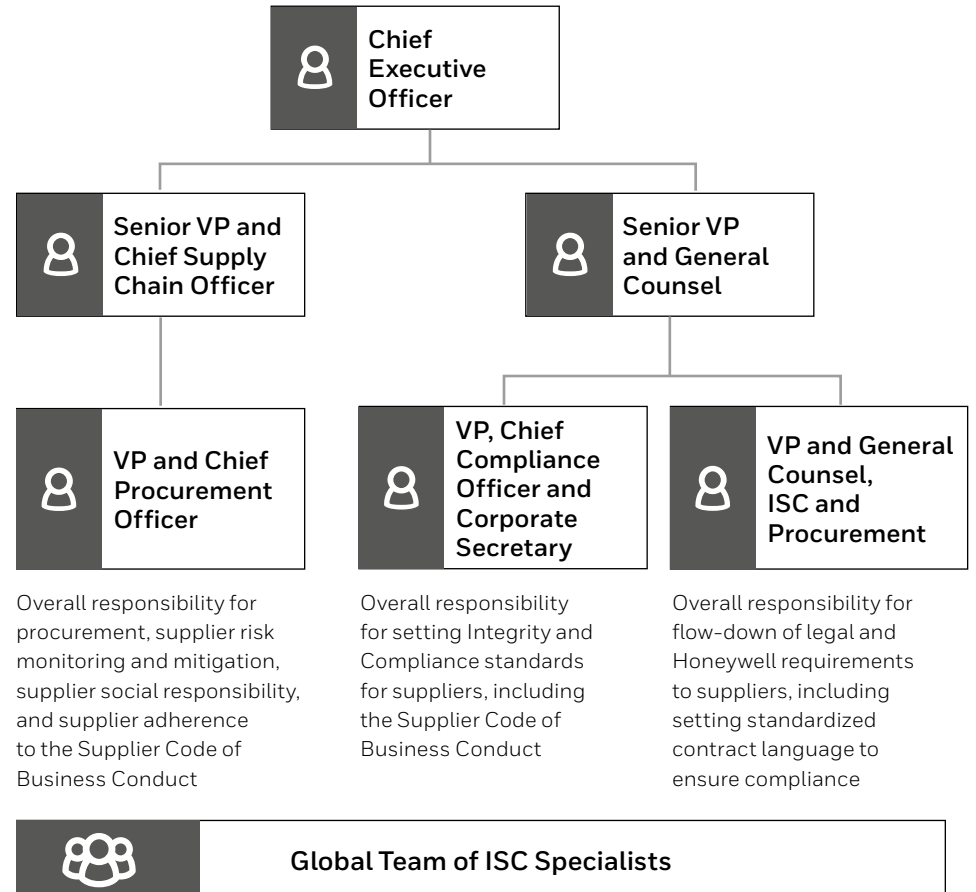 Chief
Executive
Officer
Senior VP and
Chief Supply
Chain Officer
Senior VP
and General
Counsel
VP and Chief
Procurement
Officer
VP, Chief
Compliance
Officer and
Corporate
Secretary
VP and General
Counsel,
ISC and
Procurement
Overall responsibility for
procurement, supplier risk
monitoring and mitigation,
supplier social responsibility,
and supplier adherence
to the Supplier Code of
Business Conduct
Overall responsibility
for setting Integrity and
Compliance standards
for suppliers, including
the Supplier Code of
Business Conduct
Overall responsibility for
flow-down of legal and
Honeywell requirements
to suppliers, including
setting standardized
contract language to
ensure compliance
Global Team of ISC Specialists